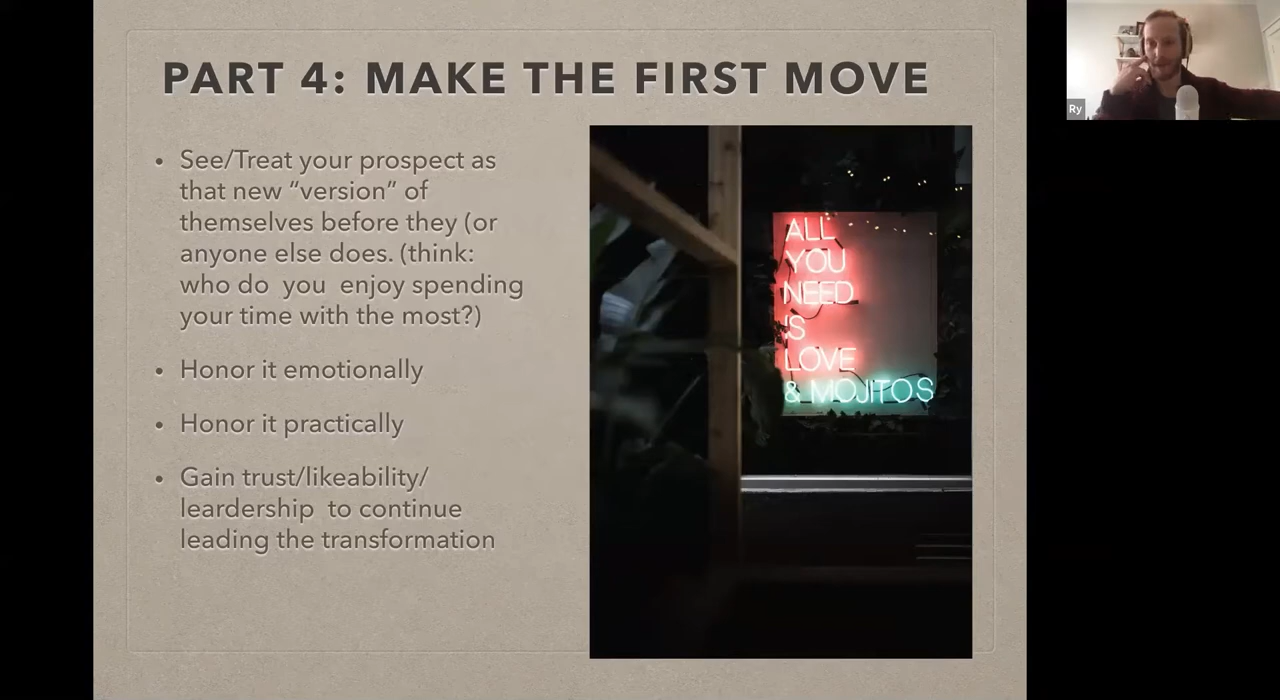 PART 4: MAKE THE FIRST MOVE
• See/Treat your prospect as
that new “version” of
themselves before they (or
anyone else does. (think:
who do you enjoy spending
your time with the most?)
• Honor it emotionally
• Honor it practically
• Gain trust/likeability/
leardership to continue
leading the transformation
ALL
YOU
NEED
IS
LOVE
& MOJITOS
Ry